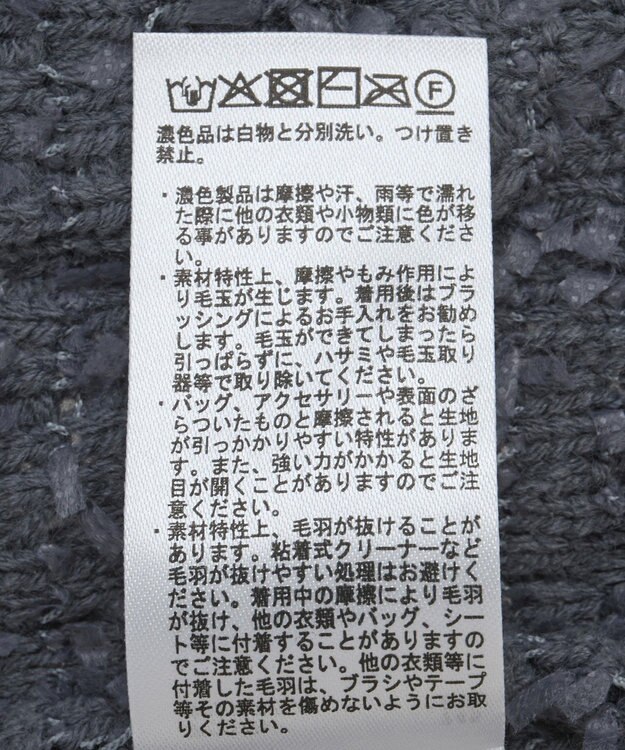 F
濃色品は白物と分別洗い。つけ置き
禁止。
・濃色製品は摩擦や汗、雨等で濡れ
た際に他の衣類や小物類に色が移
る事がありますのでご注意くださ
い。
・素材特性上、摩擦やもみ作用によ
り毛玉が生じます。着用後はブラ
ッシングによるお手入れをお勧め
します。毛玉ができてしまったら
引っぱらずに、ハサミや毛玉取り
器等で取り除いてください。
・バッグ、アクセサリーや表面のざ
らついたものと摩擦されると生地
が引っかかりやすい特性がありま
す。また、強い力がかかると生地
目が開くことがありますのでご注
意ください。
・素材特性上、毛羽が抜けることが
あります。粘着式クリーナーなど
毛羽が抜けやすい処理はお避けく
ださい。着用中の摩擦により毛羽
が抜け、他の衣類やバッグ、シー
ト等に付着することがありますの
でご注意ください。他の衣類等に
付着した毛羽は、ブラシやテープ
等その素材を傷めないようにお取
りください。